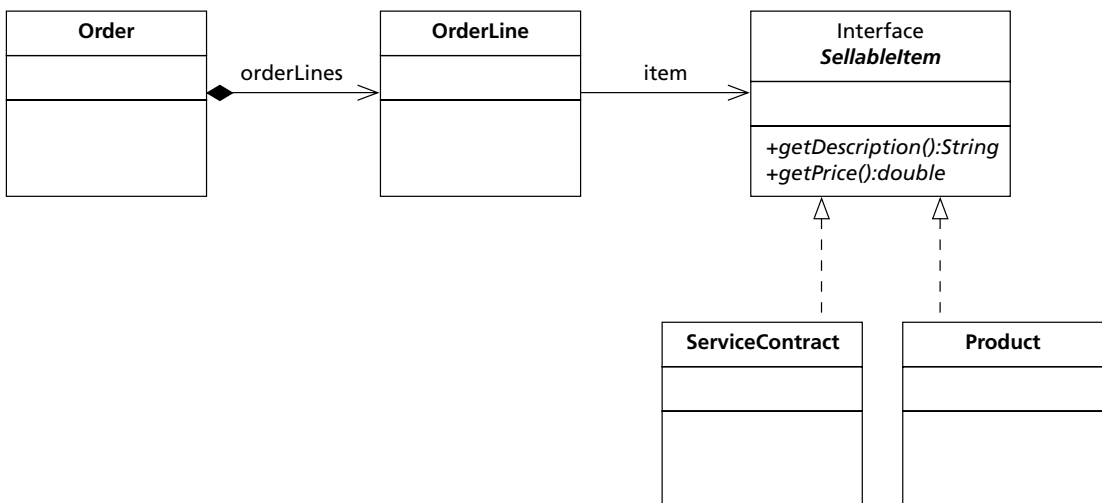 Order
orderLines
OrderLine
item
Interface
SellableItem
+getDescription():String
+getPrice():double
ServiceContract
Product